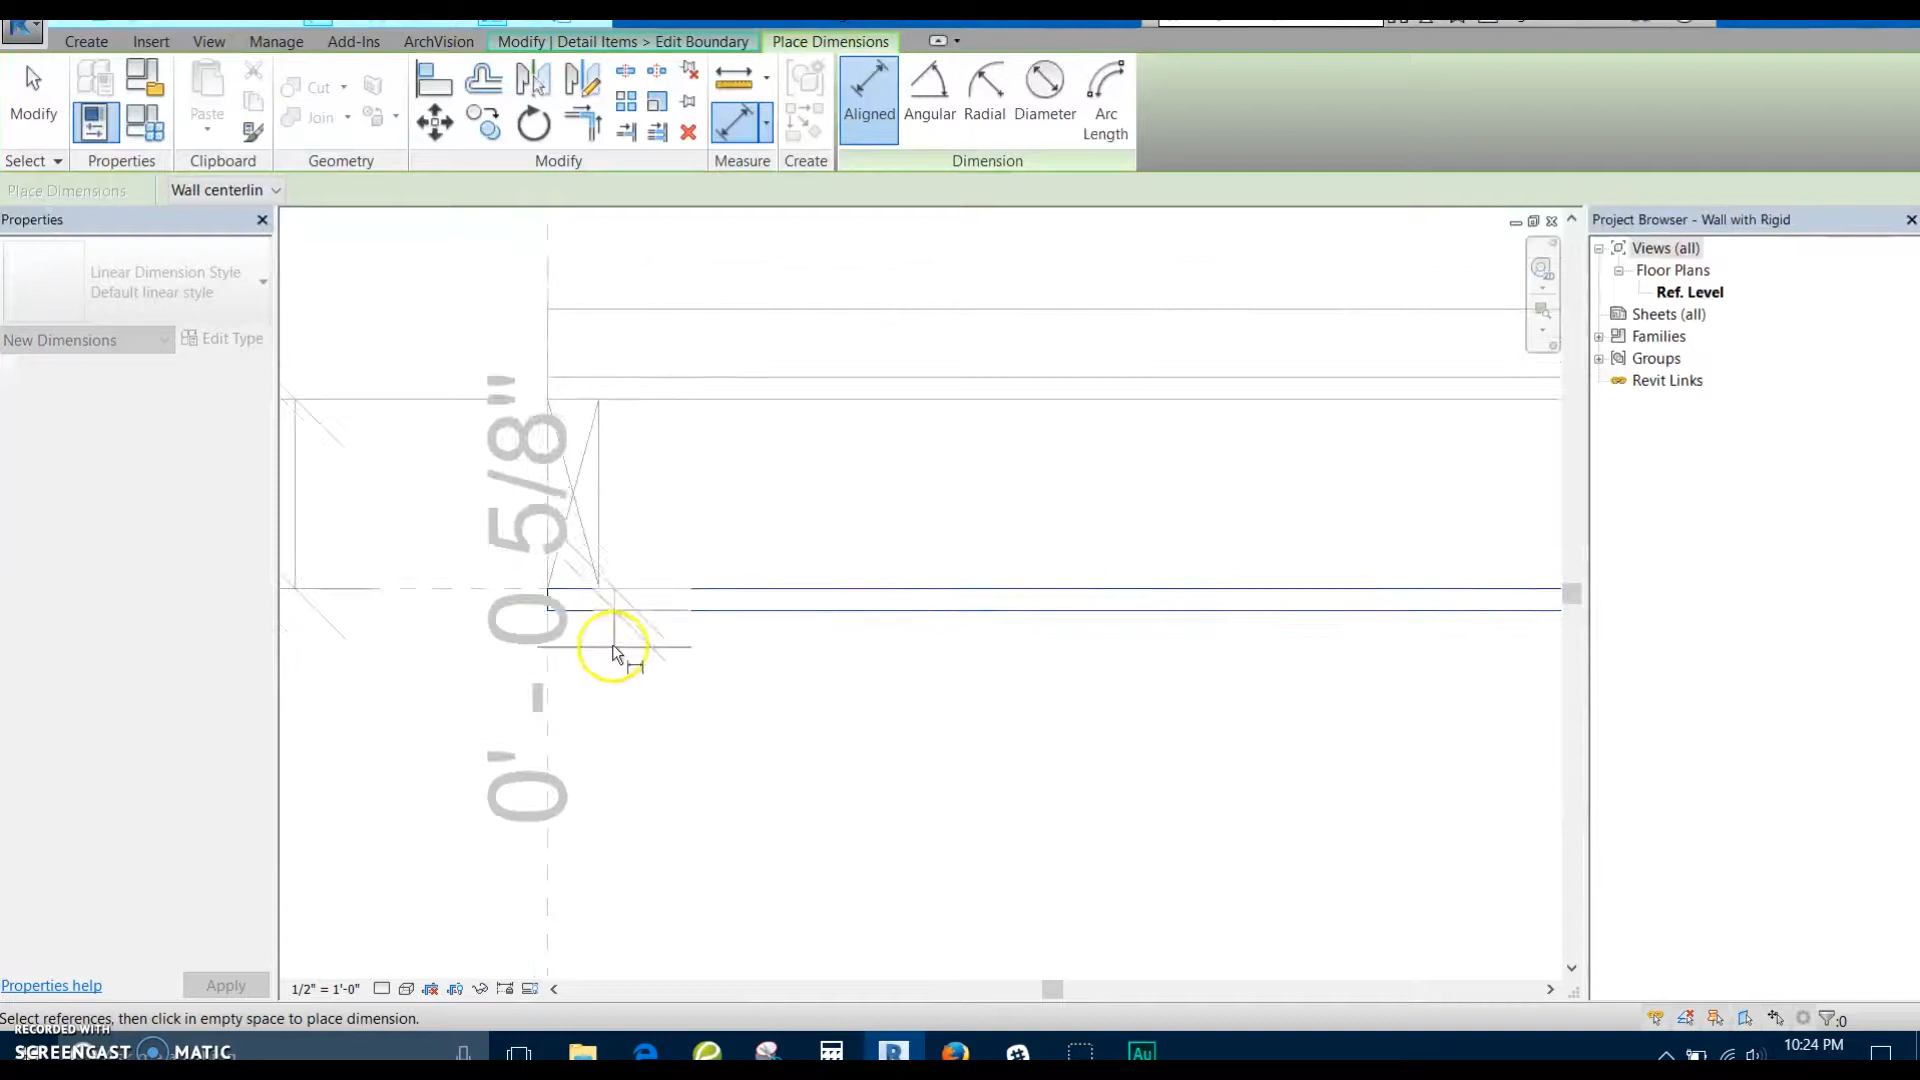 Create Insert View Manage Add-Ins ArchVision Modify | Detail Items > Edit Boundary Place Dimensions
Modify
Paste
Cut
Join
Aligned Angular Radial Diameter Arc Length
Select Properties Clipboard Geometry Modify Measure Create Dimension
Place Dimensions Wall centerlin
Properties
Project Browser - Wall with Rigid
Linear Dimension Style
Default linear style
New Dimensions
Edit Type
Views (all)
Floor Plans
Ref. Level
Sheets (all)
Families
Groups
Revit Links
0' - 0 5/8"
Properties help
Apply
1/2" = 1'-0"
Select references, then click in empty space to place dimension.
:0
RECORDED WITH
SCREENCAST MATIC
Au
10:24 PM